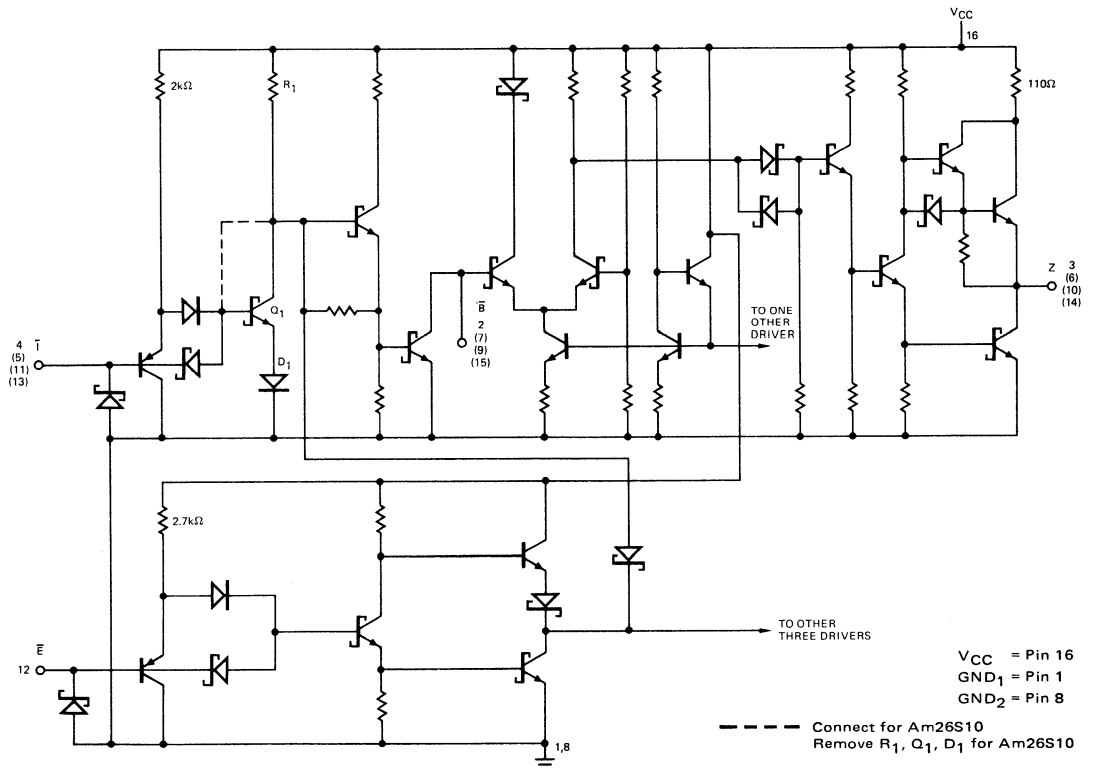 VCC
16
2kΩ
R1
110Ω
Q1
D1
4 I̅
(5)
(11)
(13)
B̅
2
(7)
(9)
(15)
TO ONE
OTHER
DRIVER
Z 3
(6)
(10)
(14)
2.7kΩ
E̅
12
TO OTHER
THREE DRIVERS
1,8
VCC = Pin 16
GND1 = Pin 1
GND2 = Pin 8
Connect for Am26S10
Remove R1, Q1, D1 for Am26S10